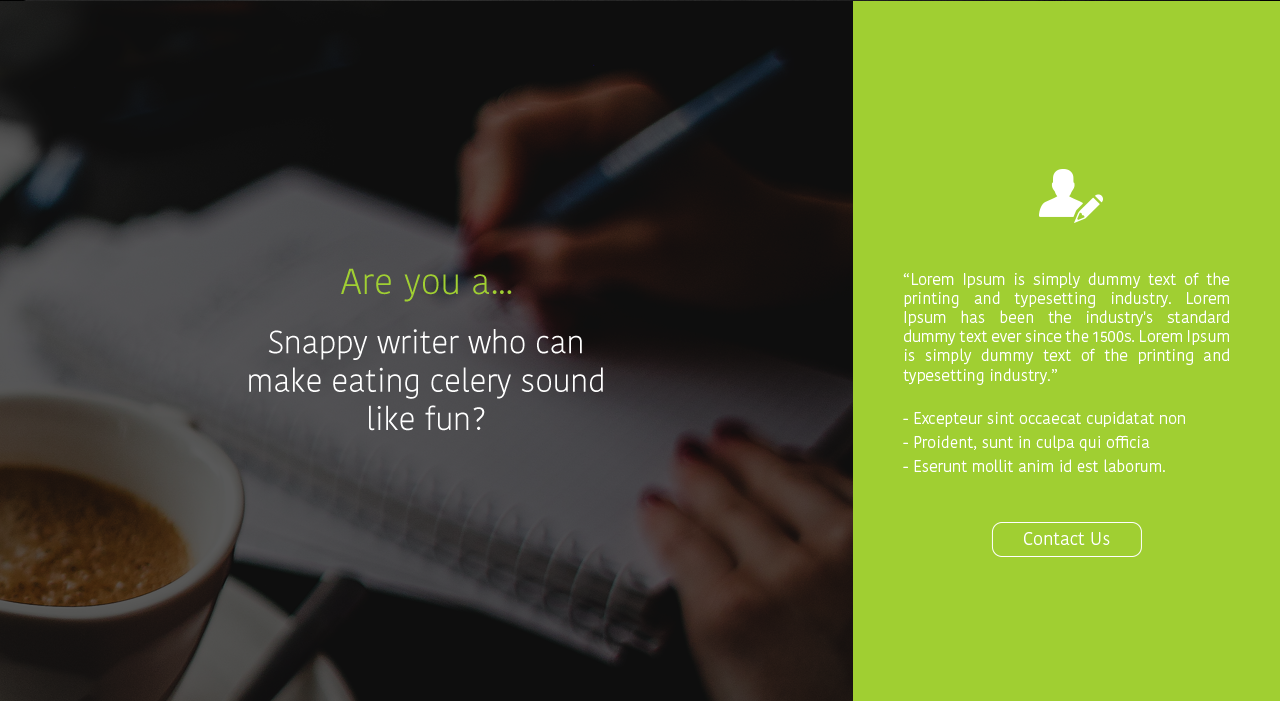 Are you a...
Snappy writer who can
make eating celery sound
like fun?
“Lorem Ipsum is simply dummy text of the
printing and typesetting industry. Lorem
Ipsum has been the industry's standard
dummy text ever since the 1500s. Lorem Ipsum
is simply dummy text of the printing and
typesetting industry.”
- Excepteur sint occaecat cupidatat non
- Proident, sunt in culpa qui officia
- Eserunt mollit anim id est laborum.
Contact Us